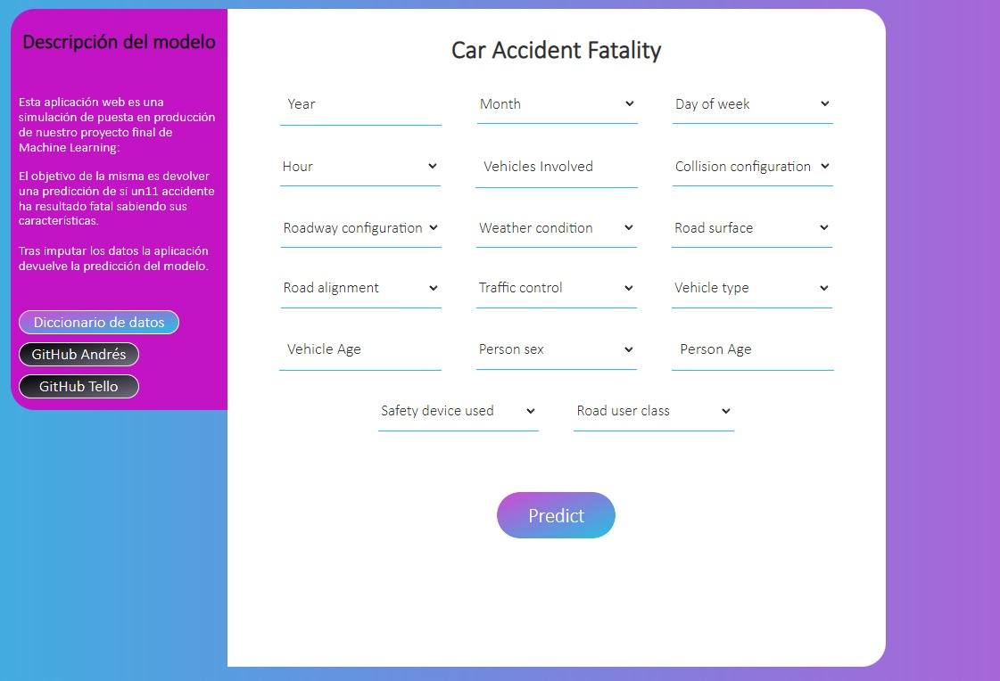 Descripción del modelo
Esta aplicación web es una
simulación de puesta en producción
de nuestro proyecto final de
Machine Learning:
El objetivo de la misma es devolver
una predicción de si un11 accidente
ha resultado fatal sabiendo sus
características.
Tras imputar los datos la aplicación
devuelve la predicción del modelo.
Diccionario de datos
GitHub Andrés
GitHub Tello
Car Accident Fatality
Year
Month
Day of week
Hour
Vehicles Involved
Collision configuration
Roadway configuration
Weather condition
Road surface
Road alignment
Traffic control
Vehicle type
Vehicle Age
Person sex
Person Age
Safety device used
Road user class
Predict